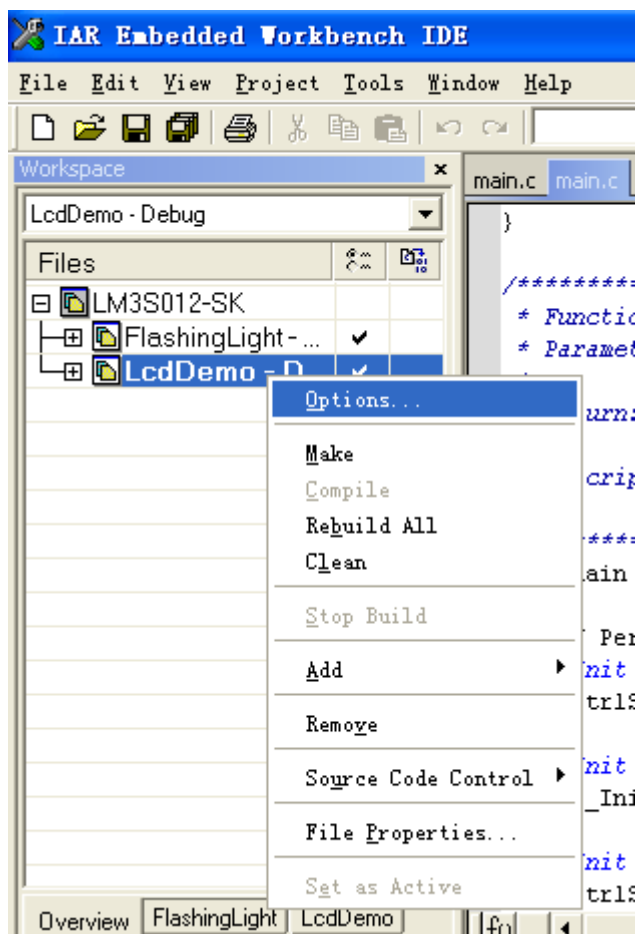 IAR Embedded Workbench IDE
File Edit View Project Tools Window Help
Workspace
LcdDemo - Debug
Files
LM3S012-SK
FlashingLight - ...
LcdDemo - D
Options...
Make
Compile
Rebuild All
Clean
Stop Build
Add
Remove
Source Code Control
File Properties...
Set as Active
Overview FlashingLight LcdDemo
main.c main.c
}
/*********
* Functio
* Paramet
*
urns
crip
****
ain
Per
nit
trlS
nit
_Ini
nit
trlS
f()